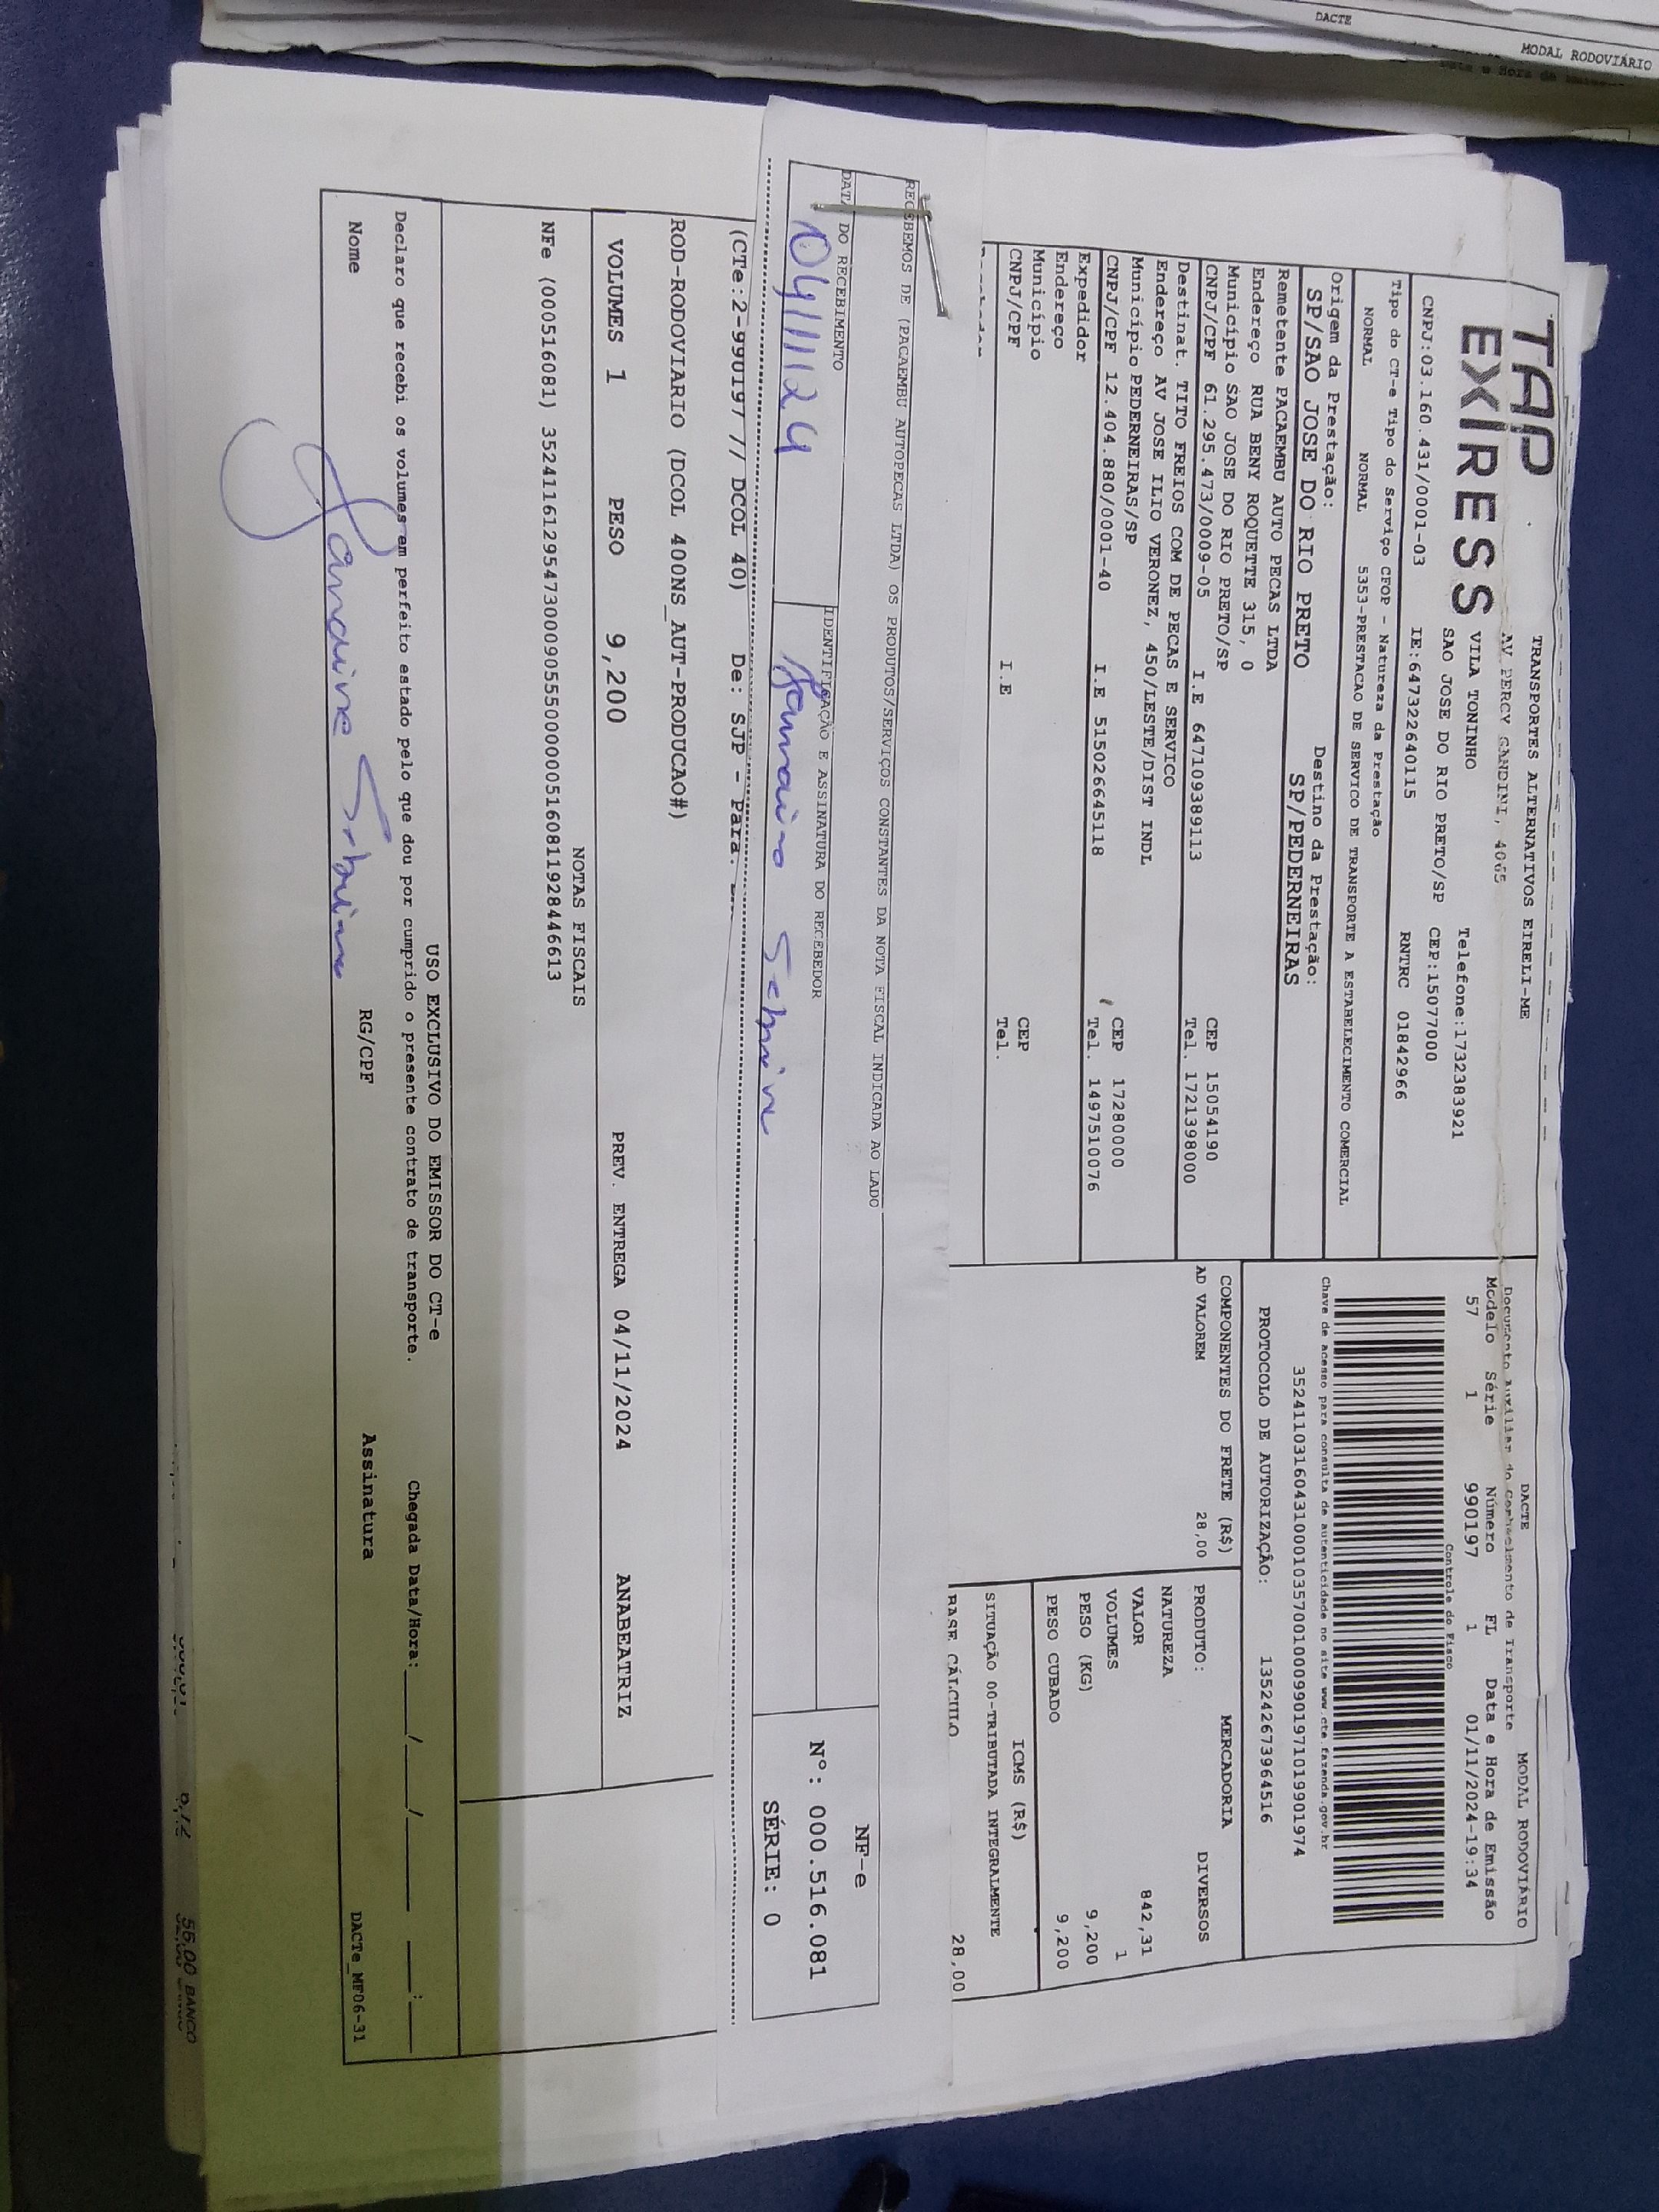 DACTE
MODAL RODOVIÁRIO
TAP
EXPRESS
TRANSPORTES ALTERNATIVOS EIRELI-ME
AV. PERCY GANDINI, 4065
VILA TONINHO Telefone:1732383921
SAO JOSE DO RIO PRETO/SP CEP:15077000
CNPJ:03.160.431/0001-03 IE:647322640115 RNTRC 01842966
Tipo do CT-e Tipo do Serviço CFOP - Natureza da Prestação
NORMAL NORMAL 5353-PRESTACAO DE SERVICO DE TRANSPORTE A ESTABELECIMENTO COMERCIAL
Origem da Prestação: Destino da Prestação:
SP/SAO JOSE DO RIO PRETO SP/PEDERNEIRAS
Remetente PACAEMBU AUTO PECAS LTDA
Endereço RUA BENY ROQUETTE 315, 0
Município SAO JOSE DO RIO PRETO/SP CEP 15054190
CNPJ/CPF 61.295.473/0009-05 I.E 647109389113 Tel. 1721398000
Destinat. TITO FREIOS COM DE PECAS E SERVICO
Endereço AV JOSE ILIO VERONEZ, 450/LESTE/DIST INDL
Município PEDERNEIRAS/SP CEP 17280000
CNPJ/CPF 12.404.880/0001-40 I.E 515026645118 Tel. 1497510076
Expedidor
Endereço
Município CEP
CNPJ/CPF I.E Tel.
DACTE MODAL RODOVIÁRIO
Documento Auxiliar do Conhecimento de Transporte
Modelo Série Número FL Data e Hora de Emissão
57 1 990197 1 01/11/2024-19:34
Controle do Fisco
Chave de acesso para consulta de autenticidade no site www.cte.fazenda.gov.br
35241103160431000103570010009901971019901974
PROTOCOLO DE AUTORIZAÇÃO: 135242673964516
COMPONENTES DO FRETE (R$)
AD VALOREM 28,00
MERCADORIA
PRODUTO: DIVERSOS
NATUREZA
VALOR 842,31
VOLUMES 1
PESO (KG) 9,200
PESO CUBADO 9,200
ICMS (R$)
SITUAÇÃO 00-TRIBUTADA INTEGRALMENTE
BASE CÁLCULO 28,00
RECEBEMOS DE (PACAEMBU AUTOPECAS LTDA) OS PRODUTOS/SERVIÇOS CONSTANTES DA NOTA FISCAL INDICADA AO LADO
DATA DO RECEBIMENTO IDENTIFICAÇÃO E ASSINATURA DO RECEBEDOR
04/11/24
NF-e
N°: 000.516.081
SÉRIE: 0
(CTe:2-990197 // DCOL 40) De: SJP - Para:
ROD-RODOVIARIO (DCOL 400NS_AUT-PRODUCAO#)
VOLUMES 1 PESO 9,200 PREV. ENTREGA 04/11/2024 ANABEATRIZ
NOTAS FISCAIS
NFe (000516081) 35241161295473000905550000005160811928446613
USO EXCLUSIVO DO EMISSOR DO CT-e
Declaro que recebi os volumes em perfeito estado pelo que dou por cumprido o presente contrato de transporte. Chegada Data/Hora: / / :
Nome RG/CPF Assinatura DACTe_MF06-31
55,00 BANCO